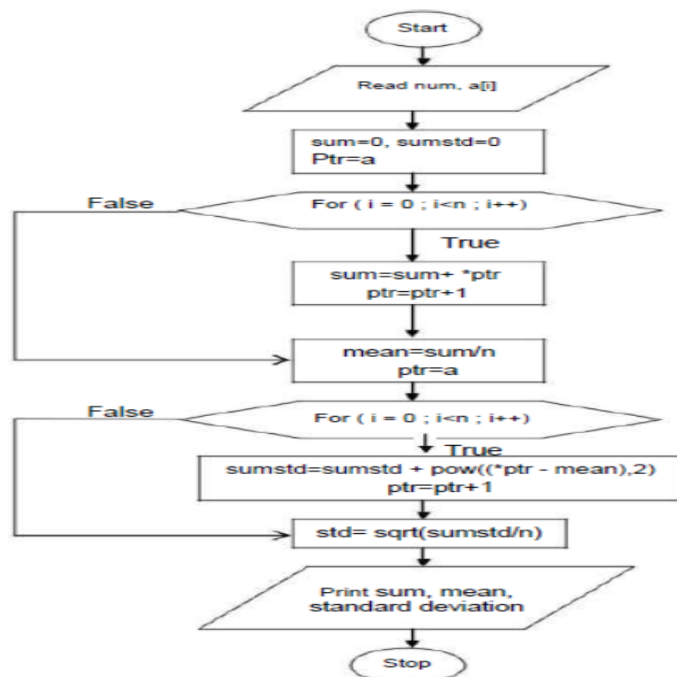 Start
Read num, a[i]
sum=0, sumstd=0
Ptr=a
False
For ( i = 0 ; i<n ; i++)
True
sum=sum+ *ptr
ptr=ptr+1
mean=sum/n
ptr=a
False
For ( i = 0 ; i<n ; i++)
True
sumstd=sumstd + pow((*ptr - mean),2)
ptr=ptr+1
std= sqrt(sumstd/n)
Print sum, mean,
standard deviation
Stop